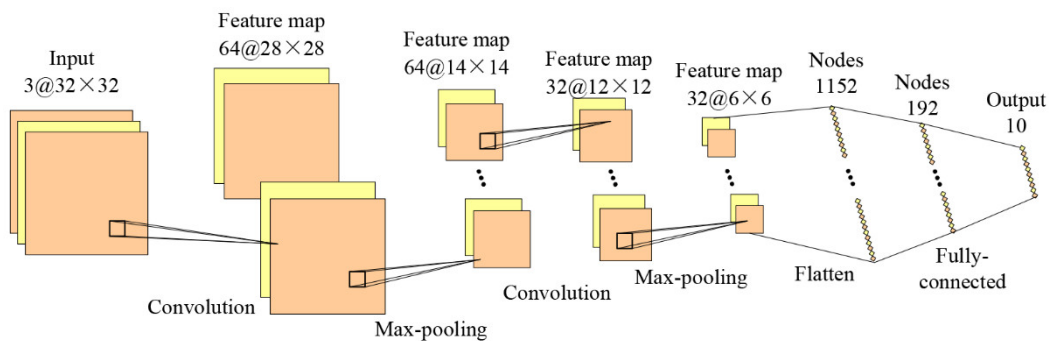 Input
3@32×32
Feature map
64@28×28
Feature map
64@14×14
Feature map
32@12×12
Feature map
32@6×6
Nodes
1152
Nodes
192
Output
10
Convolution
Max-pooling
Convolution
Max-pooling
Flatten
Fully-
connected